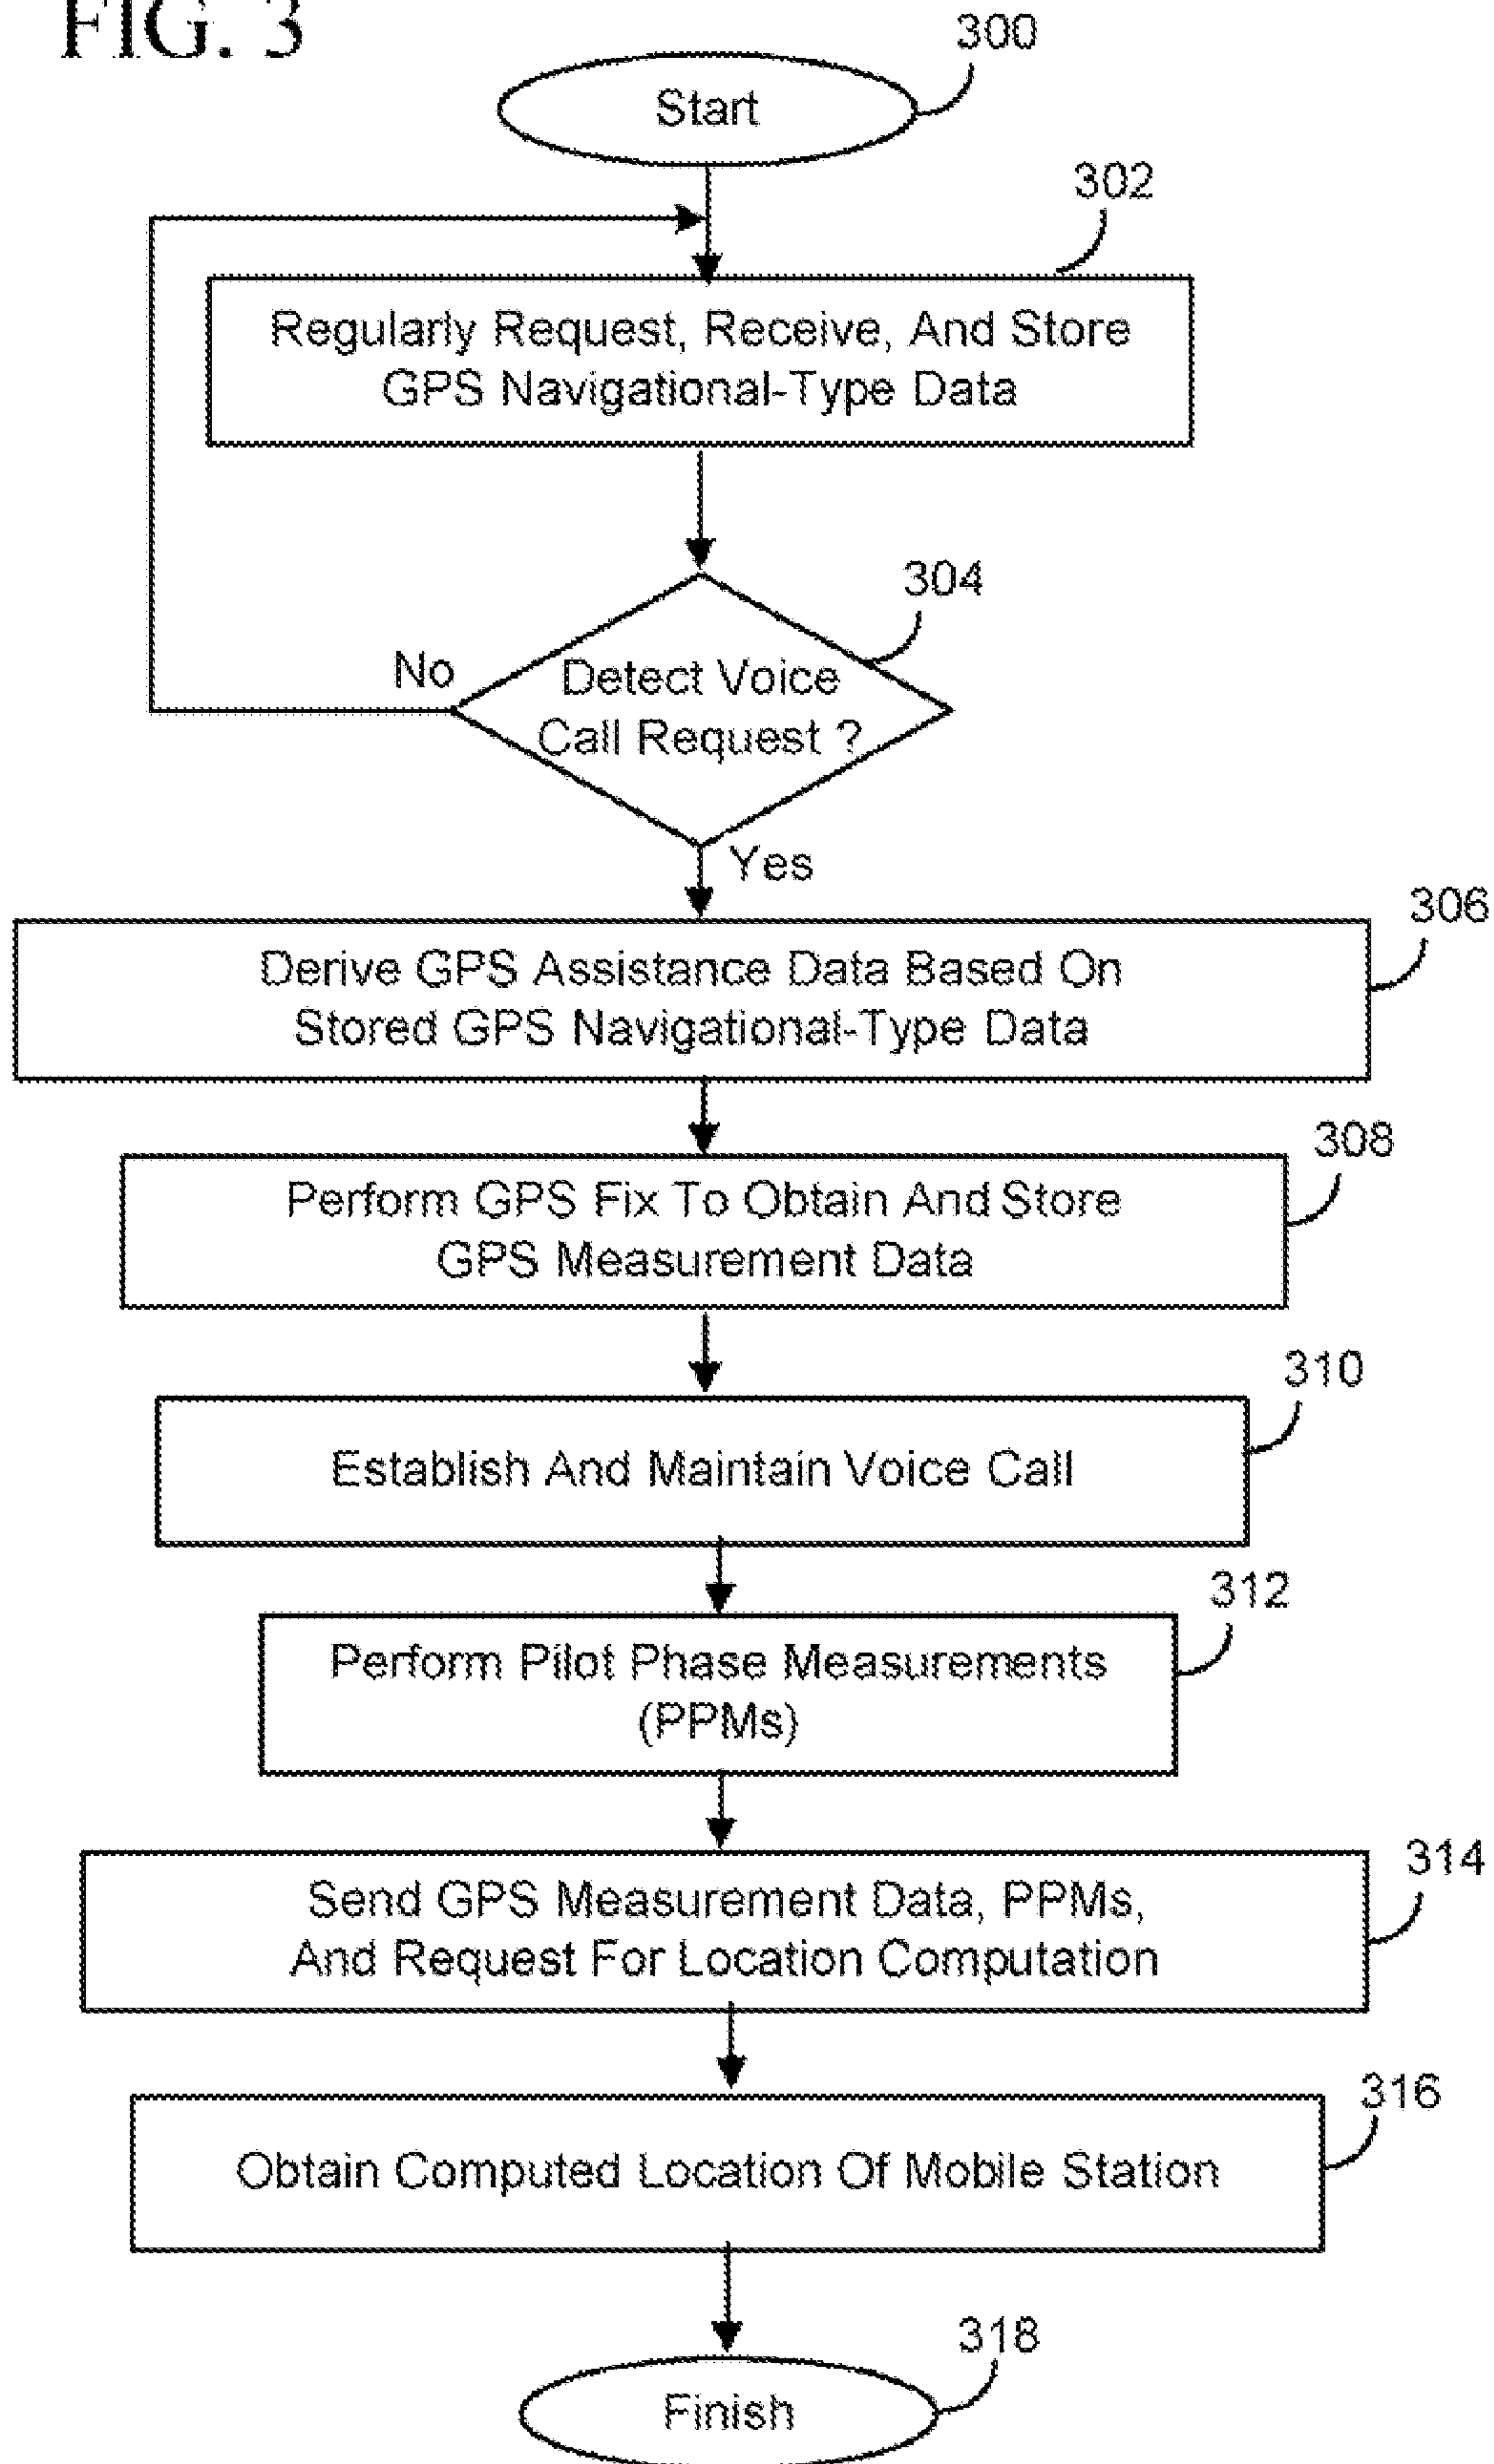 FIG. 3
300
Start
302
Regularly Request, Receive, And Store
GPS Navigational-Type Data
304
No
Detect Voice
Call Request ?
Yes
306
Derive GPS Assistance Data Based On
Stored GPS Navigational-Type Data
308
Perform GPS Fix To Obtain And Store
GPS Measurement Data
310
Establish And Maintain Voice Call
312
Perform Pilot Phase Measurements
(PPMs)
314
Send GPS Measurement Data, PPMs,
And Request For Location Computation
316
Obtain Computed Location Of Mobile Station
318
Finish